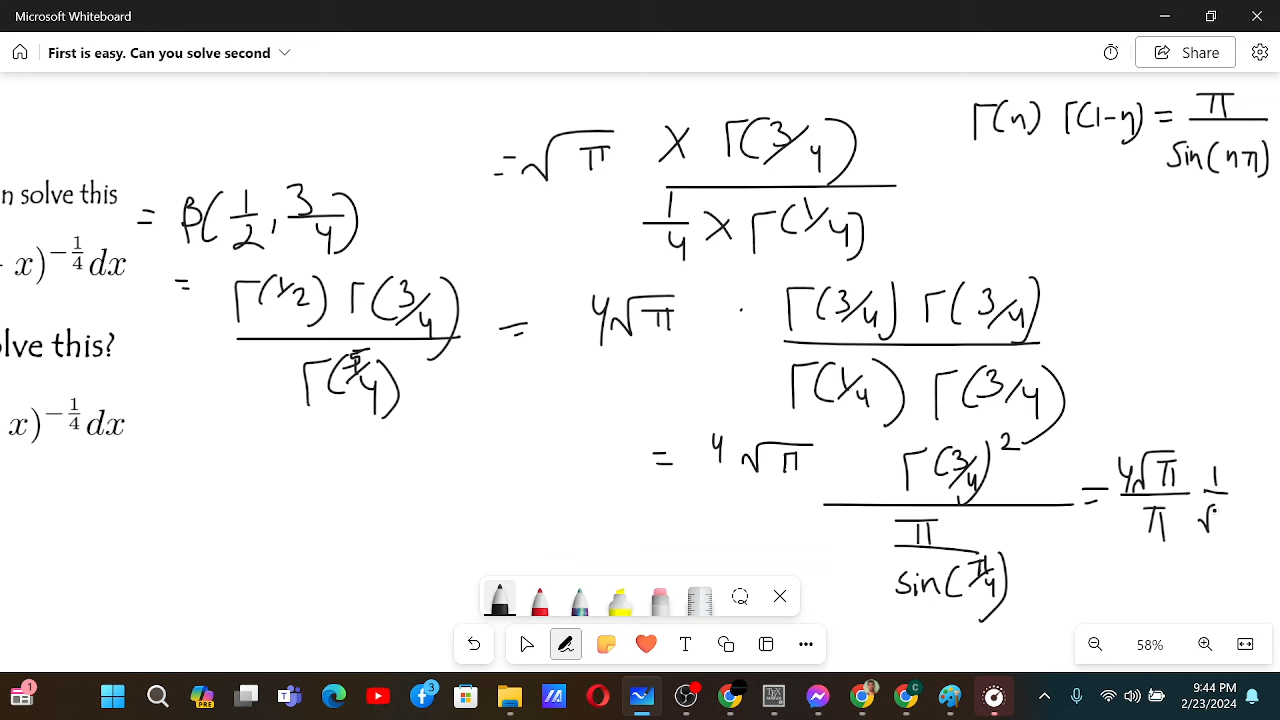 Microsoft Whiteboard
First is easy. Can you solve second
Share
Γ(n) Γ(1-n) = π / sin(nπ)
= √π × Γ(3/4) / 1/4 × Γ(1/4)
n solve this
x)^{-1/4} dx
= β(1/2, 3/4)
= Γ(1/2) Γ(3/4) / Γ(5/4)
= 4√π · Γ(3/4) Γ(3/4) / Γ(1/4) Γ(3/4)
lve this?
x)^{-1/4} dx
= 4√π Γ(3/4)² / π / sin(π/4) = 4√π / π 1 / √
58%
1
PRE
3
9:44 PM
2/23/2024